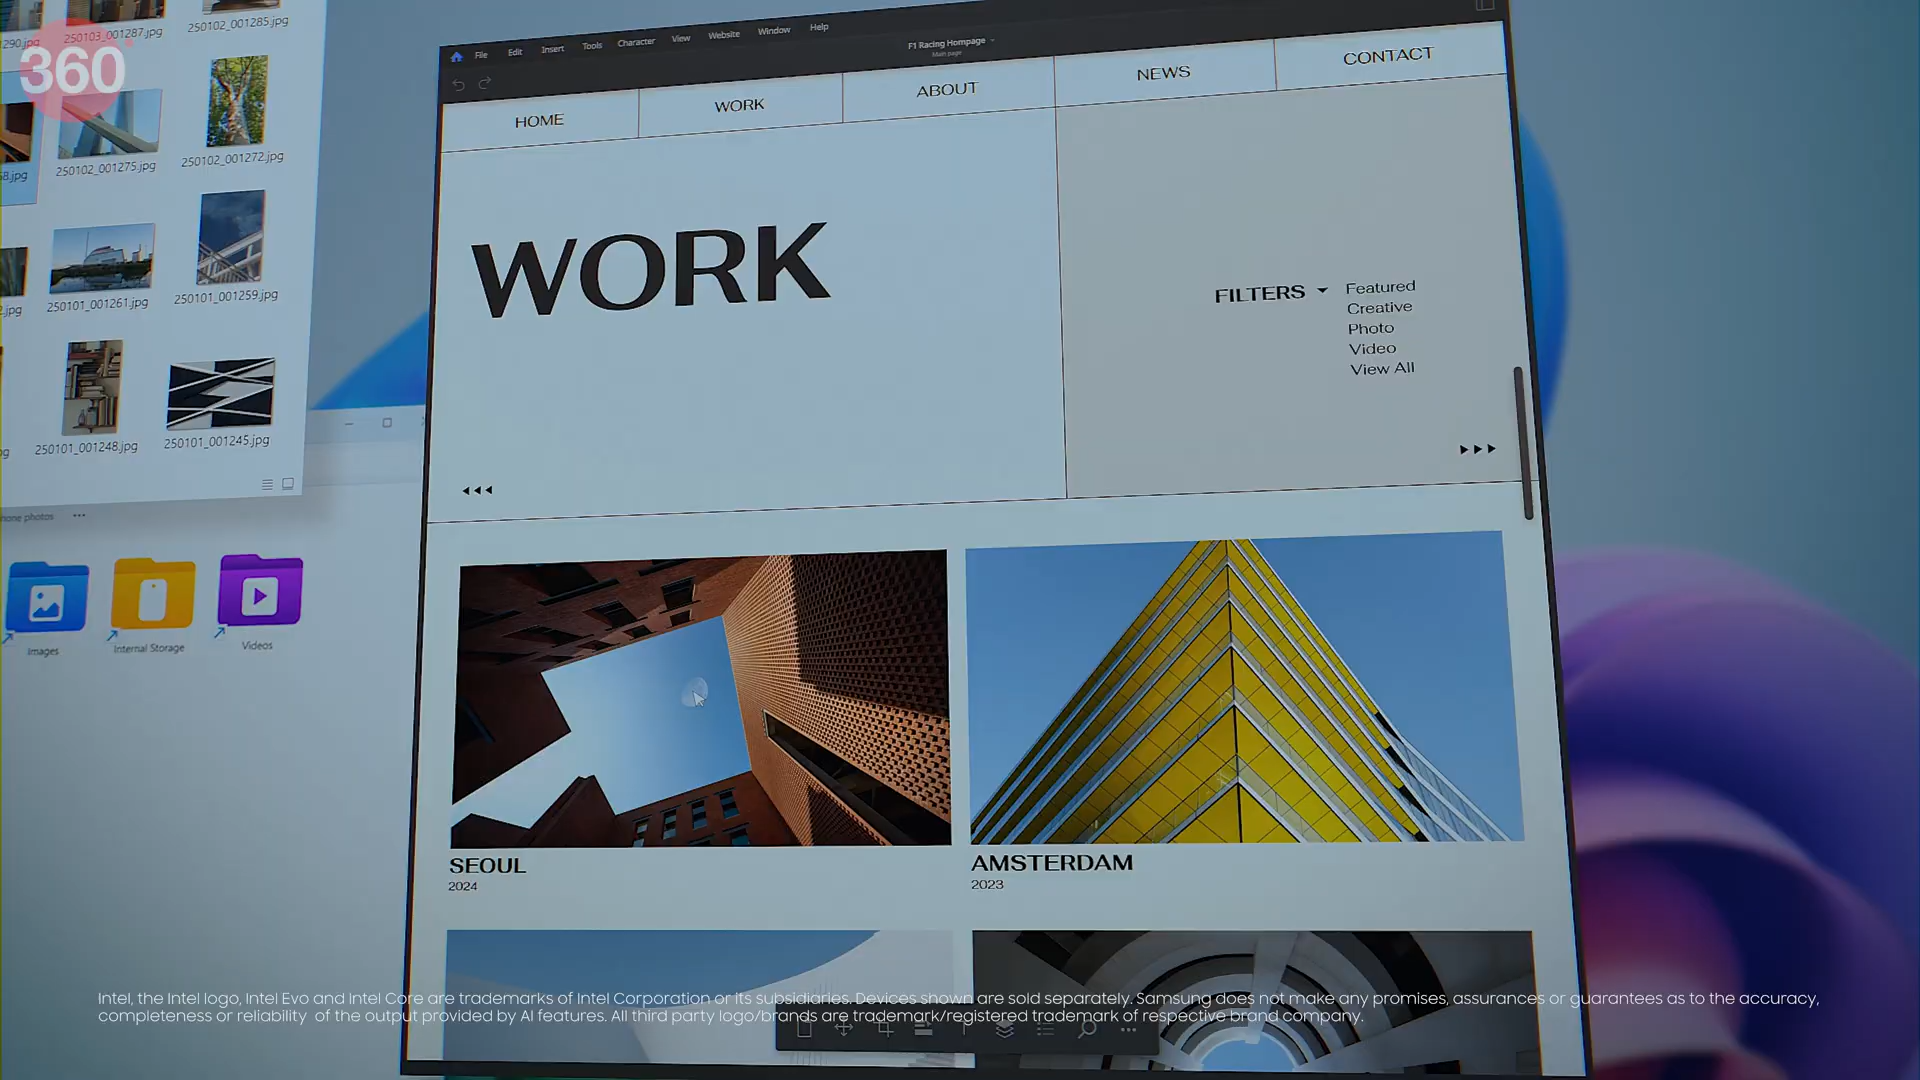 360
250103_001287.jpg
250102_001285.jpg
250102_001275.jpg
250102_001272.jpg
250101_001261.jpg
250101_001259.jpg
250101_001248.jpg
250101_001245.jpg
Images
Internal Storage
Videos
File Edit Insert Tools Character View Website Window Help
F1 Racing Hompage
Main page
HOME WORK ABOUT NEWS CONTACT
WORK
FILTERS
Featured
Creative
Photo
Video
View All
SEOUL
2024
AMSTERDAM
2023
Intel, the Intel logo, Intel Evo and Intel Core are trademarks of Intel Corporation or its subsidiaries. Devices shown are sold separately. Samsung does not make any promises, assurances or guarantees as to the accuracy,
completeness or reliability of the output provided by AI features. All third party logo/brands are trademark/registered trademark of respective brand company.